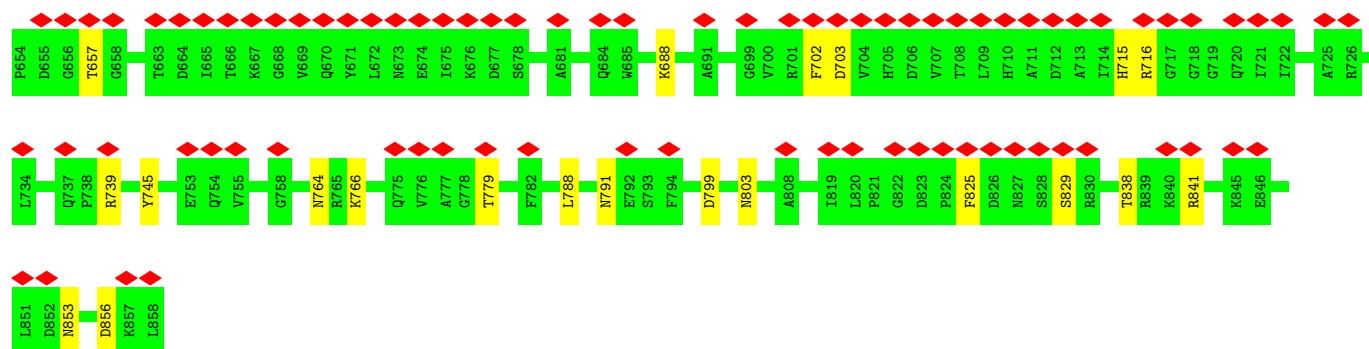 P654 D655 G656 T657 G658 T663 D664 I665 T666 K667 G668 V669 Q670 Y671 L672 N673 E674 I675 K676 D677 S678 A681 Q684 W685 K688 A691 G699 V700 R701 F702 D703 V704 H705 D706 V707 T708 L709 H710 A711 D712 A713 I714 H715 R716 G717 G718 G719 Q720 I721 I722 A725 R726
L734 Q737 P738 R739 Y745 E753 Q754 V755 G758 N764 R765 K766 Q775 V776 A777 G778 T779 F782 L788 N791 E792 S793 F794 D799 N803 A808 I819 L820 P821 G822 D823 P824 F825 D826 N827 S828 S829 R830 T838 R839 K840 R841 K845 E846
L851 D852 N853 D856 K857 L858